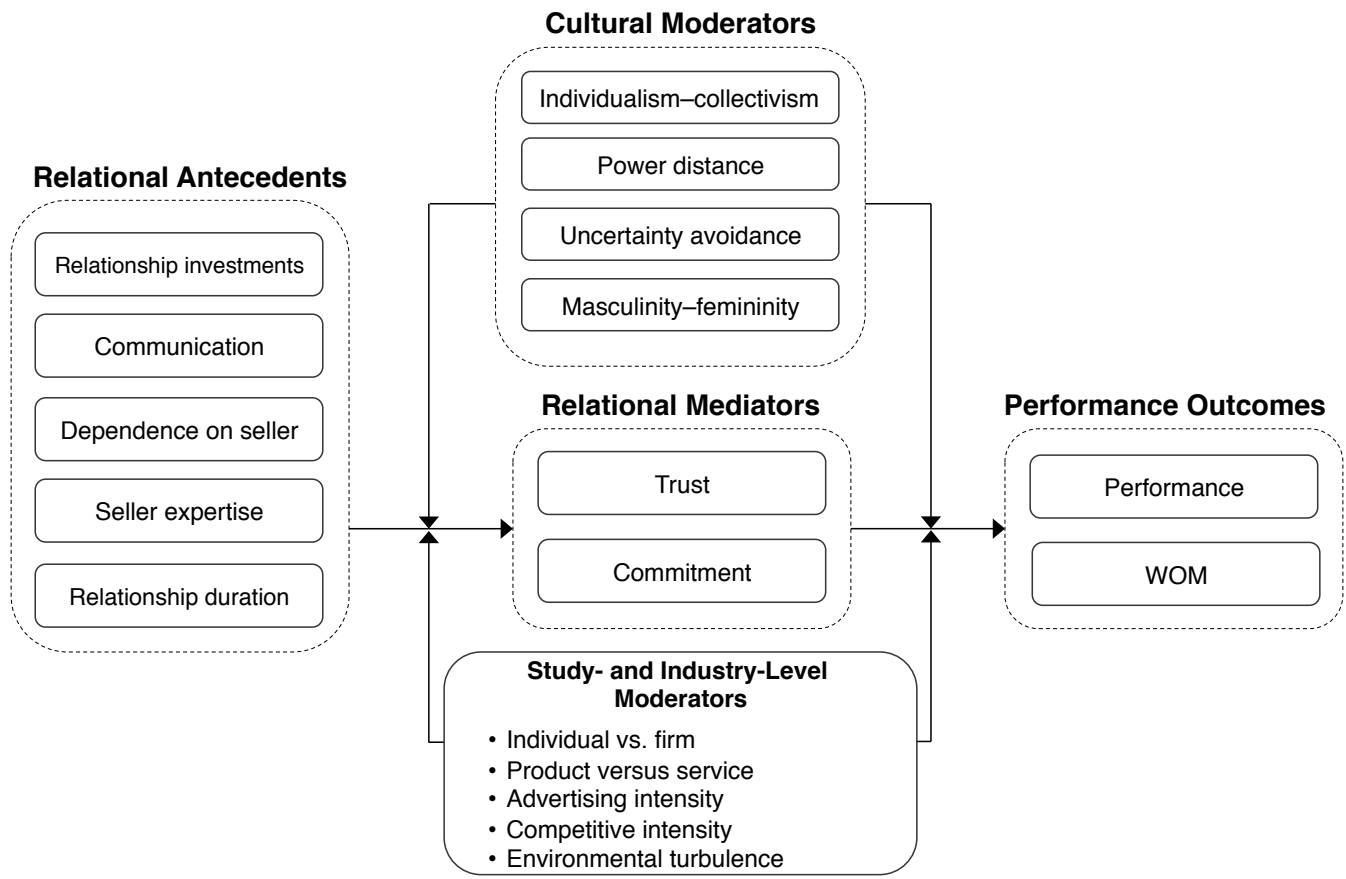 Cultural Moderators
Individualism–collectivism
Power distance
Uncertainty avoidance
Masculinity–femininity
Relational Antecedents
Relationship investments
Communication
Dependence on seller
Seller expertise
Relationship duration
Relational Mediators
Trust
Commitment
Performance Outcomes
Performance
WOM
Study- and Industry-Level
Moderators
• Individual vs. firm
• Product versus service
• Advertising intensity
• Competitive intensity
• Environmental turbulence